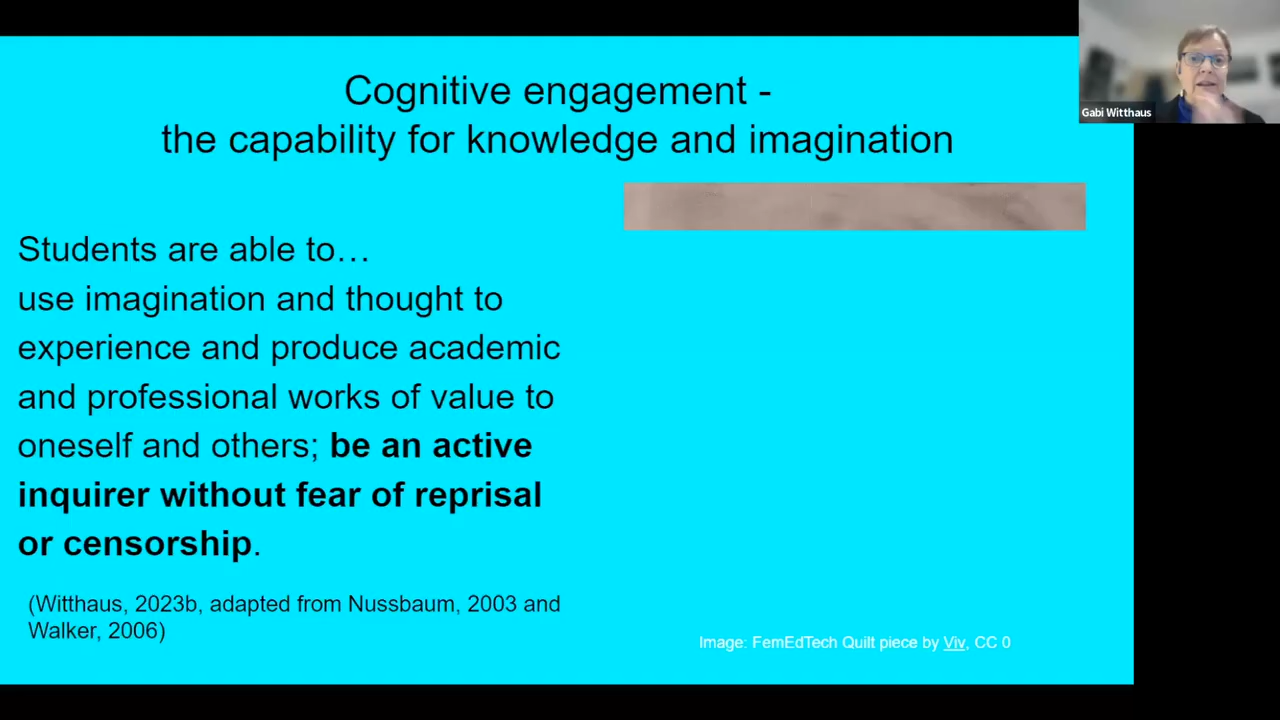 Cognitive engagement -
the capability for knowledge and imagination
Gabi Witthaus
Students are able to…
use imagination and thought to
experience and produce academic
and professional works of value to
oneself and others; be an active
inquirer without fear of reprisal
or censorship.
(Witthaus, 2023b, adapted from Nussbaum, 2003 and
Walker, 2006)
Image: FemEdTech Quilt piece by Viv, CC 0